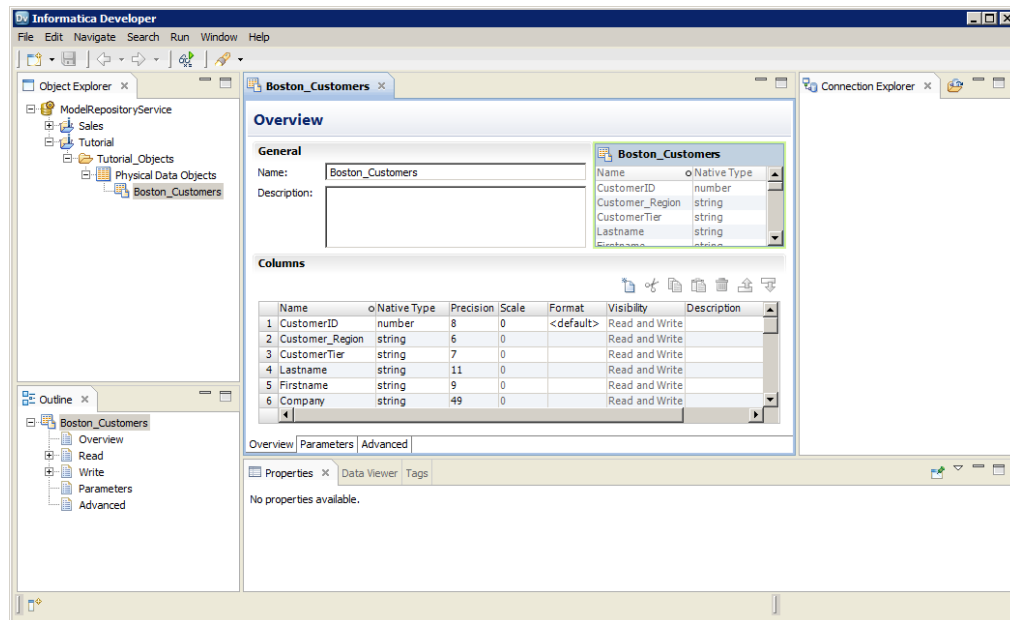 Informatica Developer
File Edit Navigate Search Run Window Help
Object Explorer
ModelRepositoryService
Sales
Tutorial
Tutorial_Objects
Physical Data Objects
Boston_Customers
Outline
Boston_Customers
Overview
Read
Write
Parameters
Advanced
Boston_Customers
Overview
General
Name: Boston_Customers
Description:
Boston_Customers
Name Native Type
CustomerID number
Customer_Region string
CustomerTier string
Lastname string
Firstname string
Columns
Name Native Type Precision Scale Format Visibility Description
1 CustomerID number 8 0 <default> Read and Write
2 Customer_Region string 6 0 Read and Write
3 CustomerTier string 7 0 Read and Write
4 Lastname string 11 0 Read and Write
5 Firstname string 9 0 Read and Write
6 Company string 49 0 Read and Write
Overview Parameters Advanced
Connection Explorer
Properties Data Viewer Tags
No properties available.